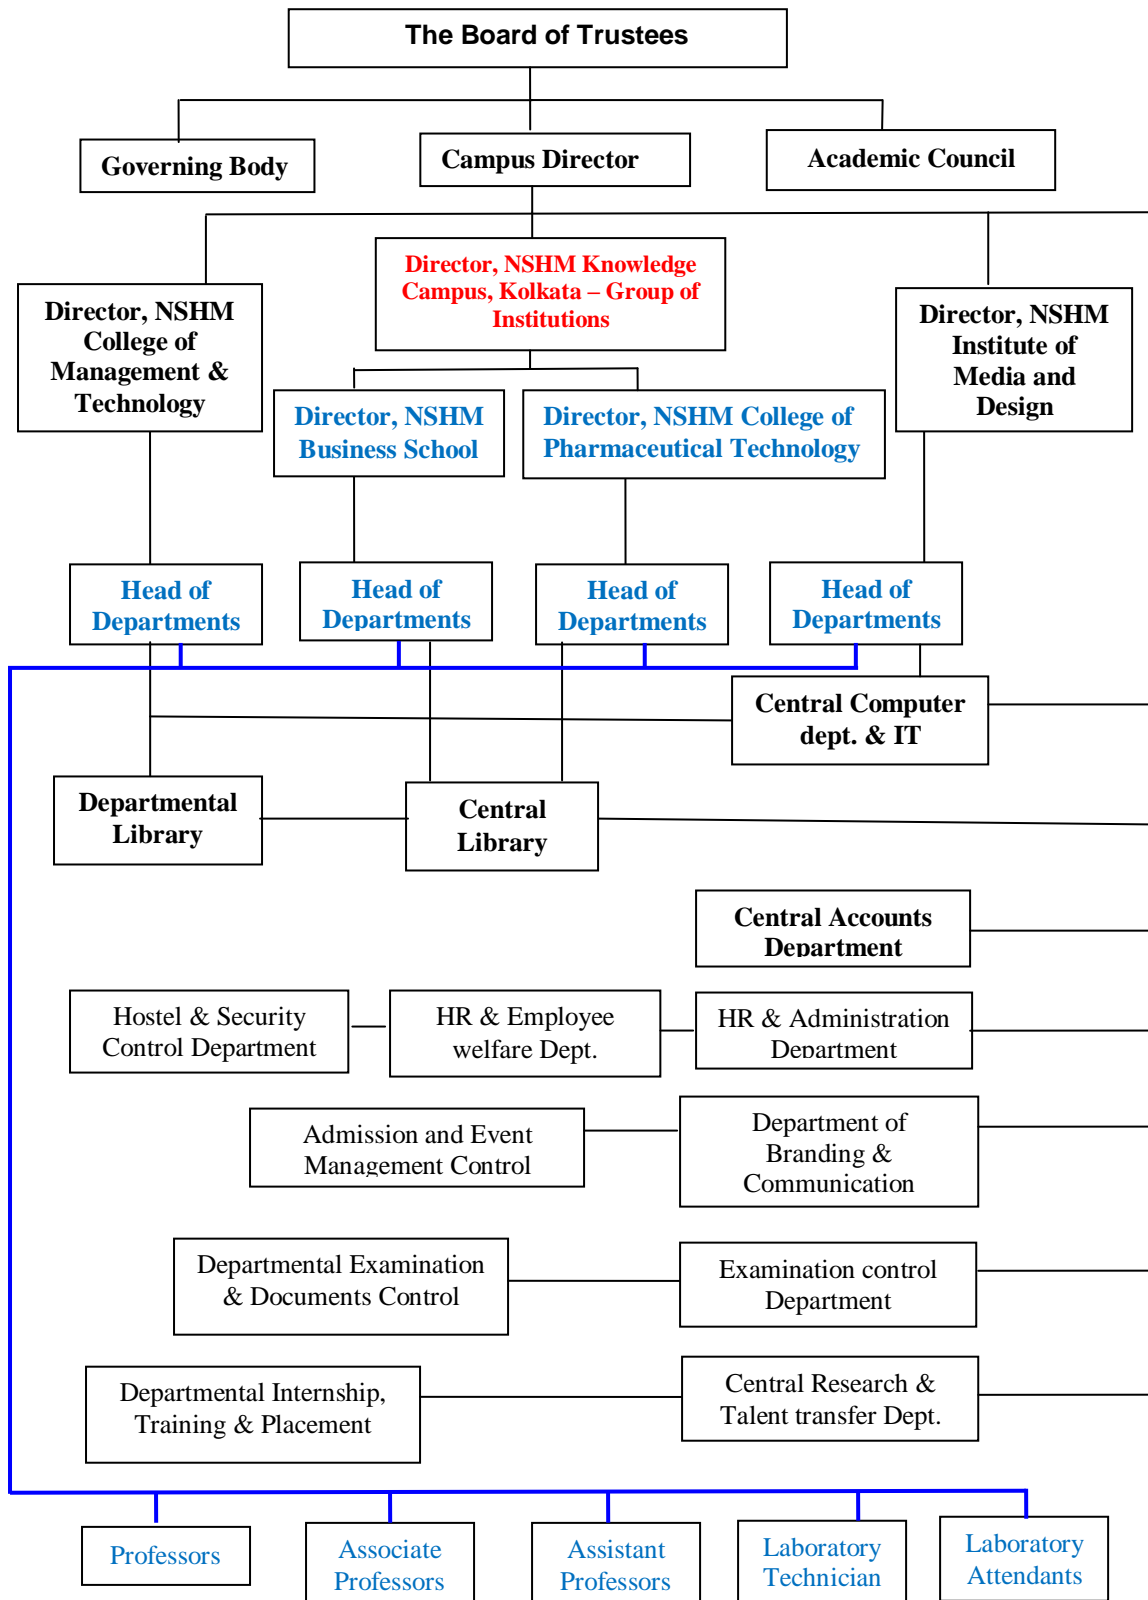 The Board of Trustees
Governing Body
Campus Director
Academic Council
Director, NSHM Knowledge
Campus, Kolkata – Group of
Institutions
Director, NSHM
College of
Management &
Technology
Director, NSHM
Institute of
Media and
Design
Director, NSHM
Business School
Director, NSHM College of
Pharmaceutical Technology
Head of
Departments
Head of
Departments
Head of
Departments
Head of
Departments
Central Computer
dept. & IT
Departmental
Library
Central
Library
Central Accounts
Department
Hostel & Security
Control Department
HR & Employee
welfare Dept.
HR & Administration
Department
Admission and Event
Management Control
Department of
Branding &
Communication
Departmental Examination
& Documents Control
Examination control
Department
Departmental Internship,
Training & Placement
Central Research &
Talent transfer Dept.
Professors
Associate
Professors
Assistant
Professors
Laboratory
Technician
Laboratory
Attendants